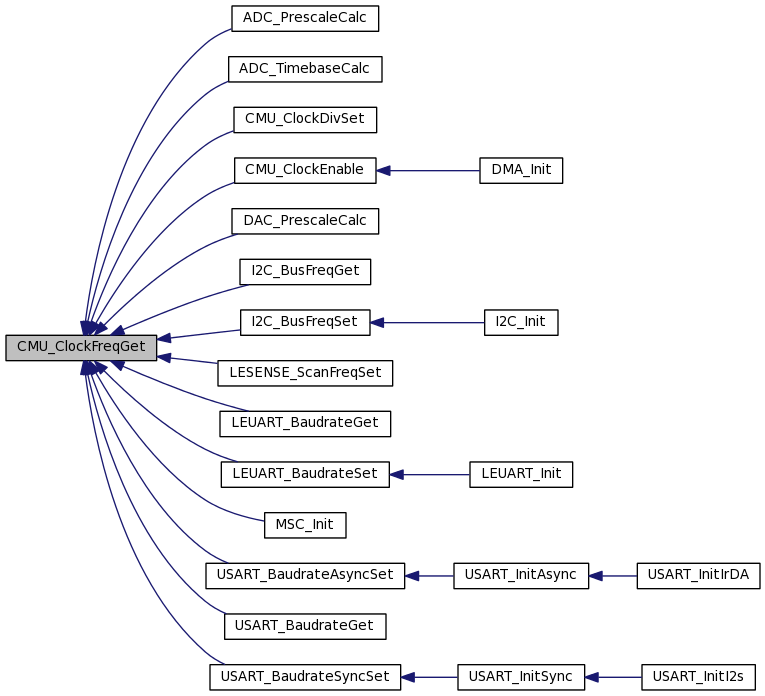 ADC_PrescaleCalc
ADC_TimebaseCalc
CMU_ClockDivSet
CMU_ClockEnable
DMA_Init
DAC_PrescaleCalc
I2C_BusFreqGet
I2C_BusFreqSet
I2C_Init
CMU_ClockFreqGet
LESENSE_ScanFreqSet
LEUART_BaudrateGet
LEUART_BaudrateSet
LEUART_Init
MSC_Init
USART_BaudrateAsyncSet
USART_InitAsync
USART_InitIrDA
USART_BaudrateGet
USART_BaudrateSyncSet
USART_InitSync
USART_InitI2s